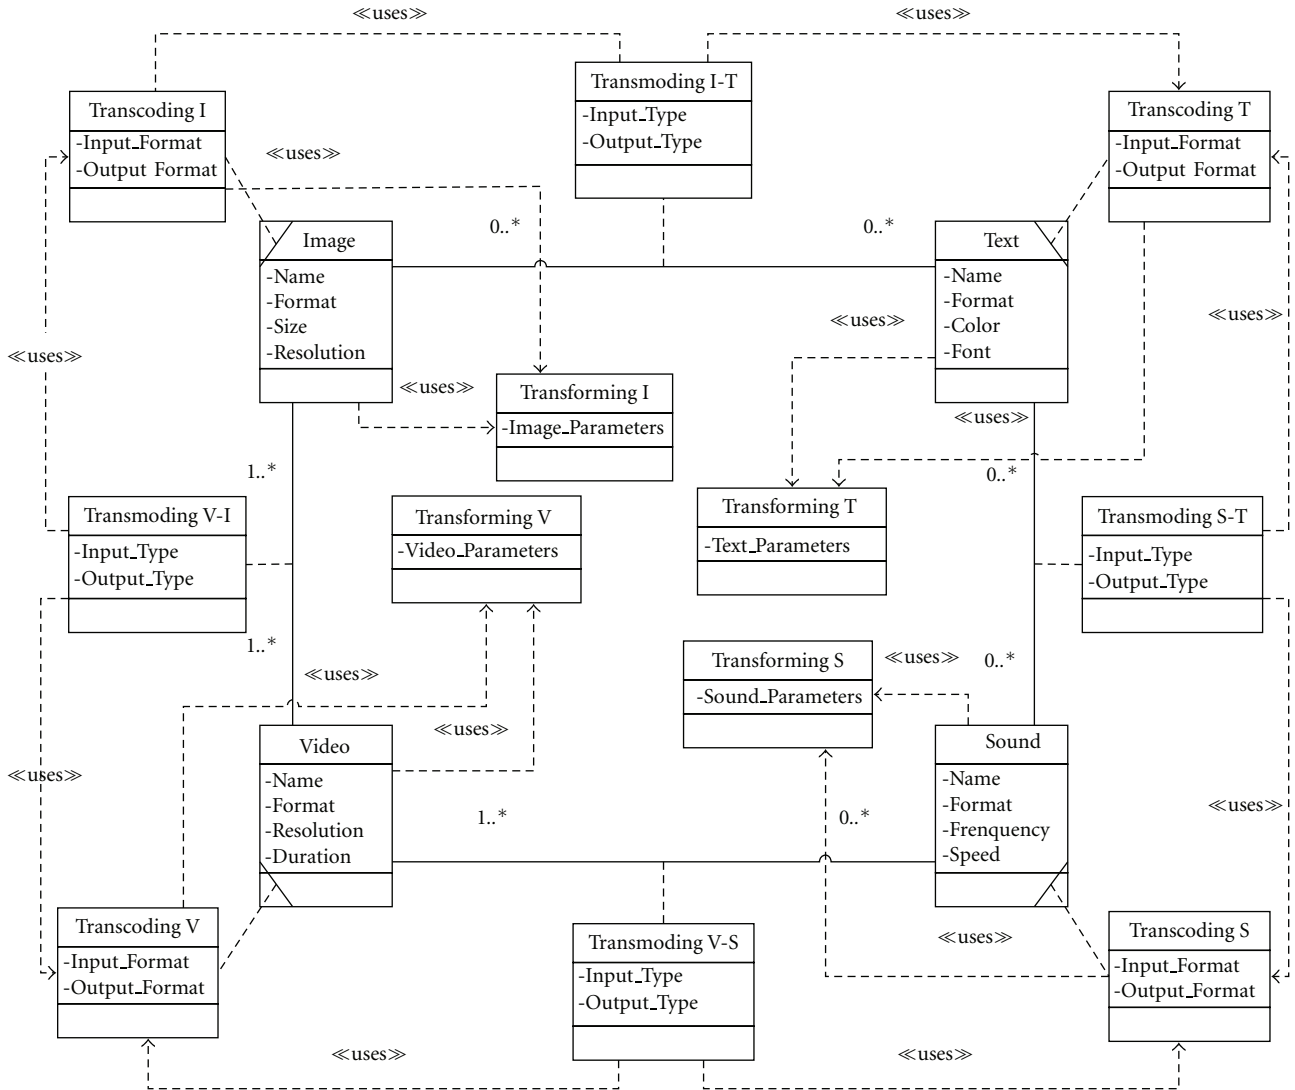 ≪uses≫
≪uses≫
Transmoding I-T
-Input_Type
-Output_Type
Transcoding I
-Input_Format
-Output Format
Transcoding T
-Input_Format
-Output Format
≪uses≫
0..*
0..*
Image
-Name
-Format
-Size
-Resolution
Text
-Name
-Format
-Color
-Font
≪uses≫
≪uses≫
≪uses≫
≪uses≫
Transforming I
-Image_Parameters
≪uses≫
1..*
0..*
Transmoding V-I
-Input_Type
-Output_Type
Transforming V
-Video_Parameters
Transforming T
-Text_Parameters
Transmoding S-T
-Input_Type
-Output_Type
1..*
≪uses≫
Transforming S
-Sound_Parameters
≪uses≫
0..*
≪uses≫
Video
-Name
-Format
-Resolution
-Duration
Sound
-Name
-Format
-Frenquency
-Speed
≪uses≫
1..*
0..*
≪uses≫
Transcoding V
-Input_Format
-Output_Format
Transmoding V-S
-Input_Type
-Output_Type
≪uses≫
Transcoding S
-Input_Format
-Output_Format
≪uses≫
≪uses≫